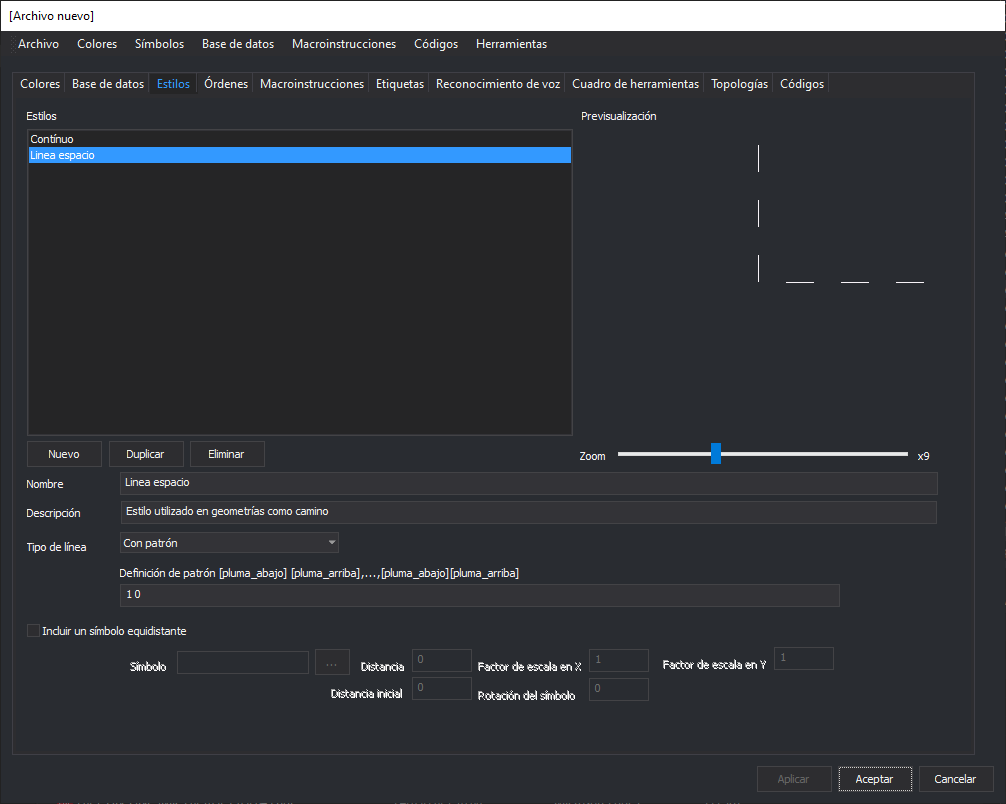 [Archivo nuevo]
Archivo Colores Símbolos Base de datos Macroinstrucciones Códigos Herramientas
Colores Base de datos Estilos Órdenes Macroinstrucciones Etiquetas Reconocimiento de voz Cuadro de herramientas Topologías Códigos
Estilos Previsualización
Contínuo
Linea espacio
Nuevo Duplicar Eliminar Zoom x9
Nombre Linea espacio
Descripción Estilo utilizado en geometrías como camino
Tipo de línea Con patrón
Definición de patrón [pluma_abajo] [pluma_arriba],...,[pluma_abajo][pluma_arriba]
1 0
Incluir un símbolo equidistante
Símbolo ... Distancia 0 Factor de escala en X 1 Factor de escala en Y 1
Distancia inicial 0 Rotación del símbolo 0
Aplicar Aceptar Cancelar